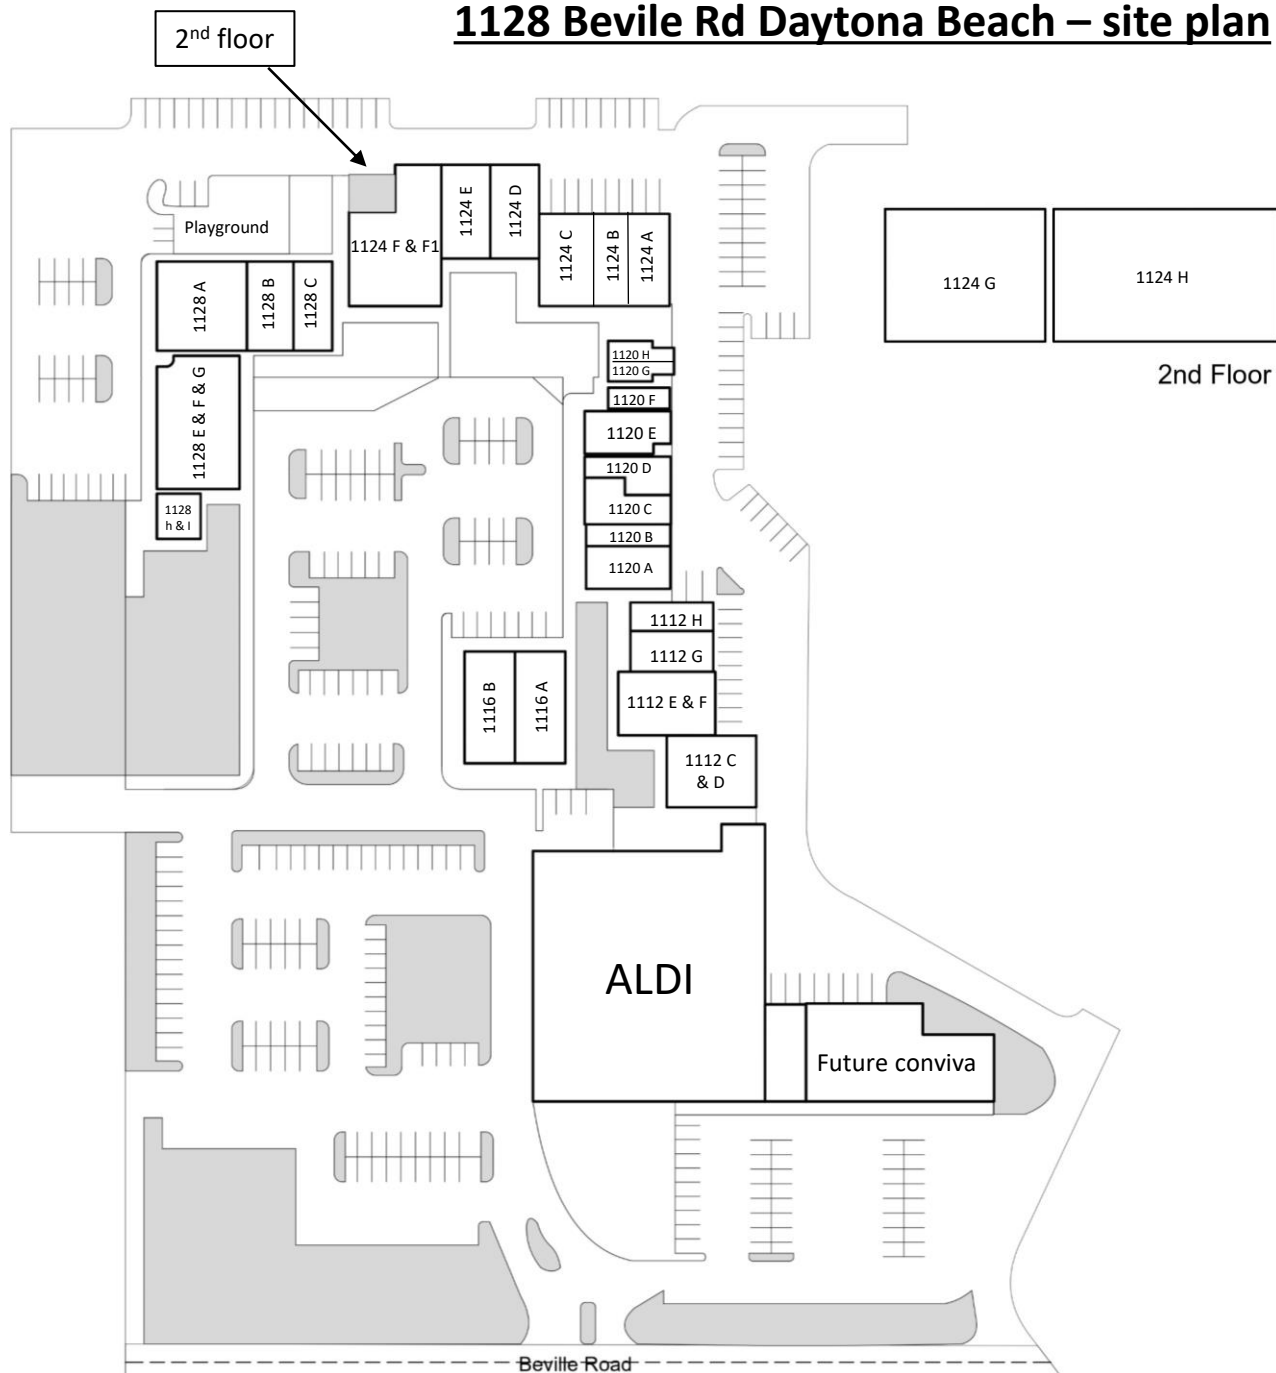 1128 Bevile Rd Daytona Beach – site plan
2nd floor
Playground
1124 F & F1
1124 E
1124 D
1124 C
1124 B
1124 A
1124 G
1124 H
2nd Floor
1128 A
1128 B
1128 C
1128 E & F & G
1128
h & I
1120 H
1120 G
1120 F
1120 E
1120 D
1120 C
1120 B
1120 A
1112 H
1112 G
1112 E & F
1112 C
& D
1116 B
1116 A
ALDI
Future conviva
Beville Road